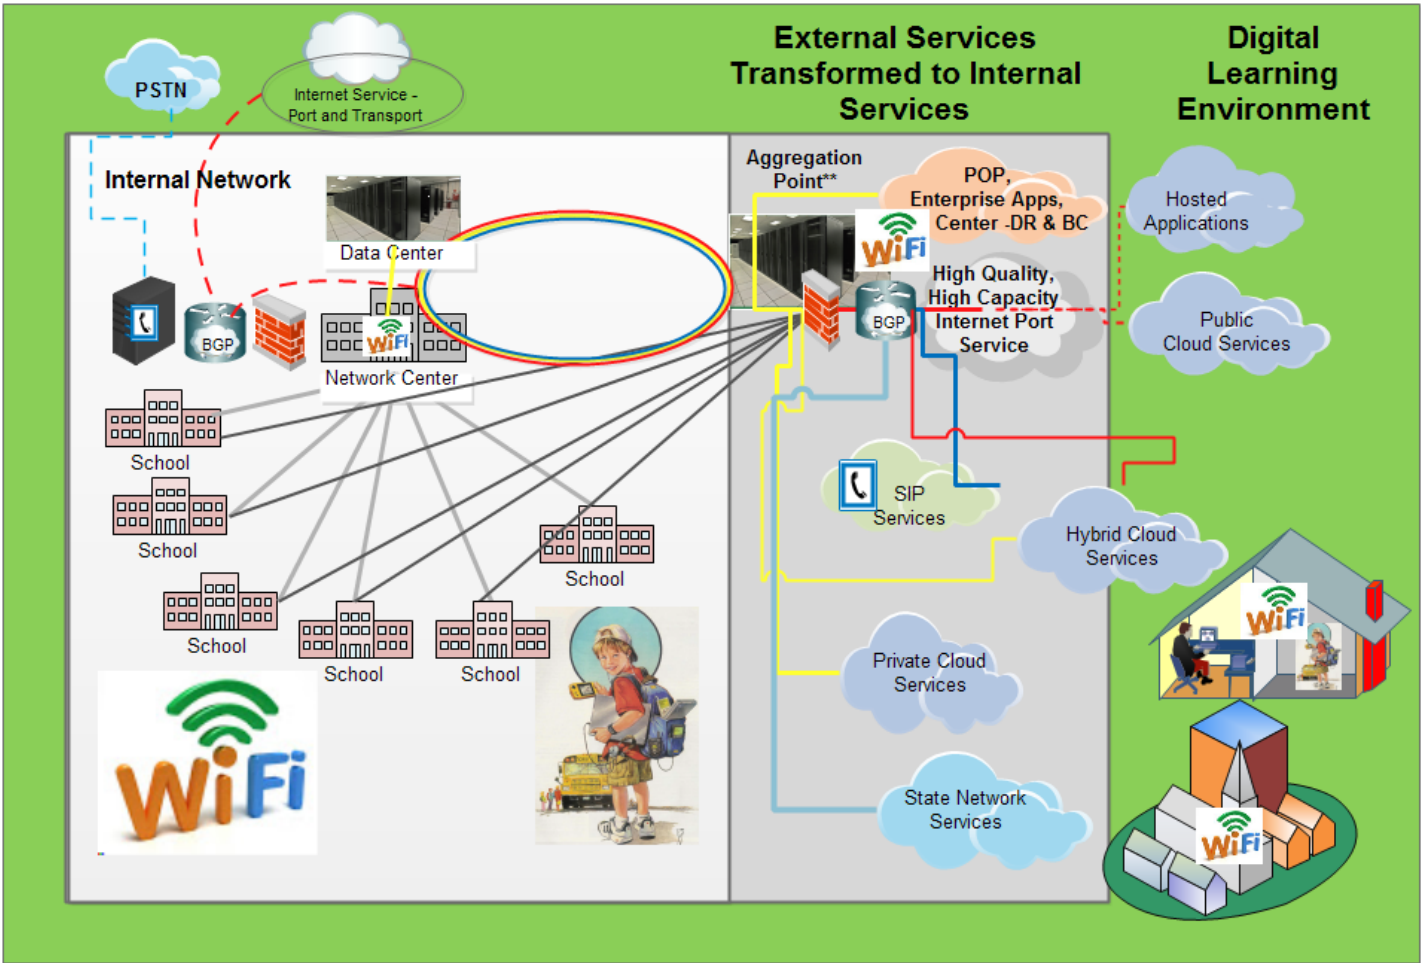 External Services
Transformed to Internal
Services
Digital
Learning
Environment
PSTN
Internet Service -
Port and Transport
Internal Network
Data Center
WiFi
Network Center
BGP
School
School
School
School
School
School
WiFi
Aggregation
Point**
POP,
Enterprise Apps,
Center -DR & BC
WiFi
High Quality,
High Capacity
Internet Port
Service
BGP
SIP
Services
Hybrid Cloud
Services
Private Cloud
Services
State Network
Services
Hosted
Applications
Public
Cloud Services
WiFi
WiFi